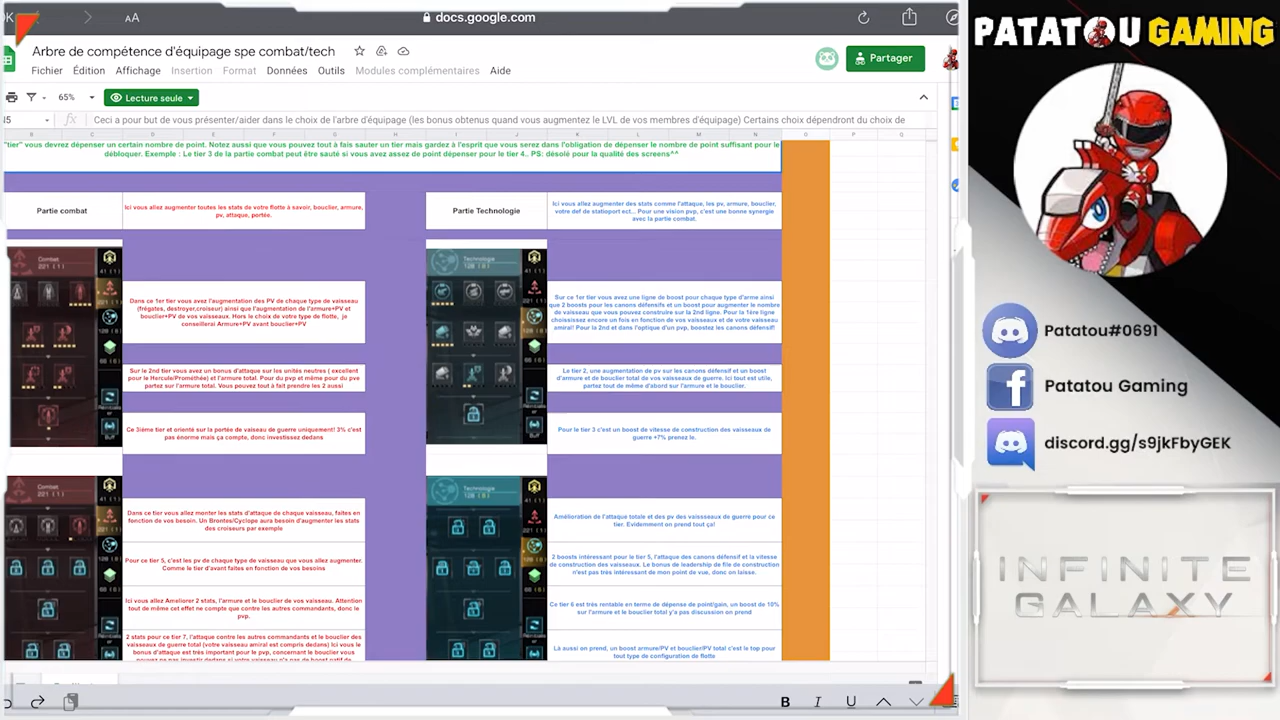 K
AA
docs.google.com
Arbre de compétence d'équipage spe combat/tech
Fichier Édition Affichage Insertion Format Données Outils Modules complémentaires Aide
Partager
65% Lecture seule
fx Ceci a pour but de vous présenter/aider dans le choix de l'arbre d'équipage (les bonus obtenus quand vous augmentez le LVL de vos membres d'équipage) Certains choix dépendront du choix de
B C D E F G H I J K L M N O P Q
"tier" vous devrez dépenser un certain nombre de point. Notez aussi que vous pouvez tout à fait sauter un tier mais gardez à l'esprit que vous serez dans l'obligation de dépenser le nombre de point suffisant pour le
débloquer. Exemple : Le tier 3 de la partie combat peut être sauté si vous avez assez de point dépenser pour le tier 4.. PS: désolé pour la qualité des screens^^
Partie combat
Ici vous allez augmenter toutes les stats de votre flotte à savoir, bouclier, armure,
pv, attaque, portée.
Partie Technologie
Ici vous allez augmenter des stats comme l'attaque, les pv, armure, bouclier,
votre def de statioport ect... Pour une vision pvp, c'est une bonne synergie
avec la partie combat.
Combat
221 (1)
41 (1)
Dans ce 1er tier vous avez l'augmentation des PV de chaque type de vaisseau
(frégates, destroyer,croiseur) ainsi que l'augmentation de l'armure+PV et
bouclier+PV de vos vaisseaux. Hors le choix de votre type de flotte, je
conseillerai Armure+PV avant bouclier+PV
Technologie
128 (8)
41 (1)
Sur ce 1er tier vous avez une ligne de boost pour chaque type d'arme ainsi
que 2 boosts pour les canons défensifs et un boost pour augmenter le nombre
de vaisseau que vous pouvez construire sur la 2nd ligne. Pour la 1ère ligne
choississez encore un fois en fonction de vos vaisseaux et de votre vaisseau
amiral! Pour la 2nd et dans l'optique d'un pvp, boostez les canons défensif!
Sur le 2nd tier vous avez un bonus d'attaque sur les unités neutres ( excellent
pour le Hercule/Prométhée) et l'armure total. Pour du pvp et même pour du pve
partez sur l'armure total. Vous pouvez tout à fait prendre les 2 aussi
Le tier 2, une augmentation de pv sur les canons défensif et un boost
d'armure et de bouclier total de vos vaisseaux de guerre. Ici tout est utile,
partez tout de même d'abord sur l'armure et le bouclier.
Ce 3ième tier et orienté sur la portée de vaiseau de guerre uniquement! 3% c'est
pas énorme mais ça compte, donc investissez dedans
Pour le tier 3 c'est un boost de vitesse de construction des vaisseaux de
guerre +7% prenez le.
Combat
221 (1)
41 (1)
Dans ce tier vous allez monter les stats d'attaque de chaque vaisseau, faites en
fonction de vos besoin. Un Brontes/Cyclope aura besoin d'augmenter les stats
des croiseurs par exemple
Technologie
128 (8)
41 (1)
Amélioration de l'attaque totale et des pv des vaissseaux de guerre pour ce
tier. Evidemment on prend tout ça!
Pour ce tier 5, c'est les pv de chaque type de vaisseau que vous allez augmenter.
Comme le tier d'avant faites en fonction de vos besoins
2 boosts intéressant pour le tier 5, l'attaque des canons défensif et la vitesse
de construction des vaisseaux. Le bonus de leadership de file de construction
n'est pas très intéressant de mon point de vue, donc on laisse.
Ici vous allez Ameliorer 2 stats, l'armure et le bouclier de vos vaisseau. Attention
tout de même cet effet ne compte que contre les autres commandants, donc le
pvp.
Ce tier 6 est très rentable en terme de dépense de point/gain, un boost de 10%
sur l'armure et le bouclier total y'a pas discussion on prend
2 stats pour ce tier 7, l'attaque contre les autres commandants et le bouclier des
vaisseaux de guerre total (votre vaisseau amiral est compris dedans) Ici vous le
bonus d'attaque est très important pour le pvp, concernant le bouclier vous
Là aussi on prend, un boost armure/PV et bouclier/PV total c'est le top pour
tout type de configuration de flotte
B I U
PATATOU GAMING
Patatou#0691
Patatou Gaming
discord.gg/s9jkFbyGEK
INFINITE
GALAXY